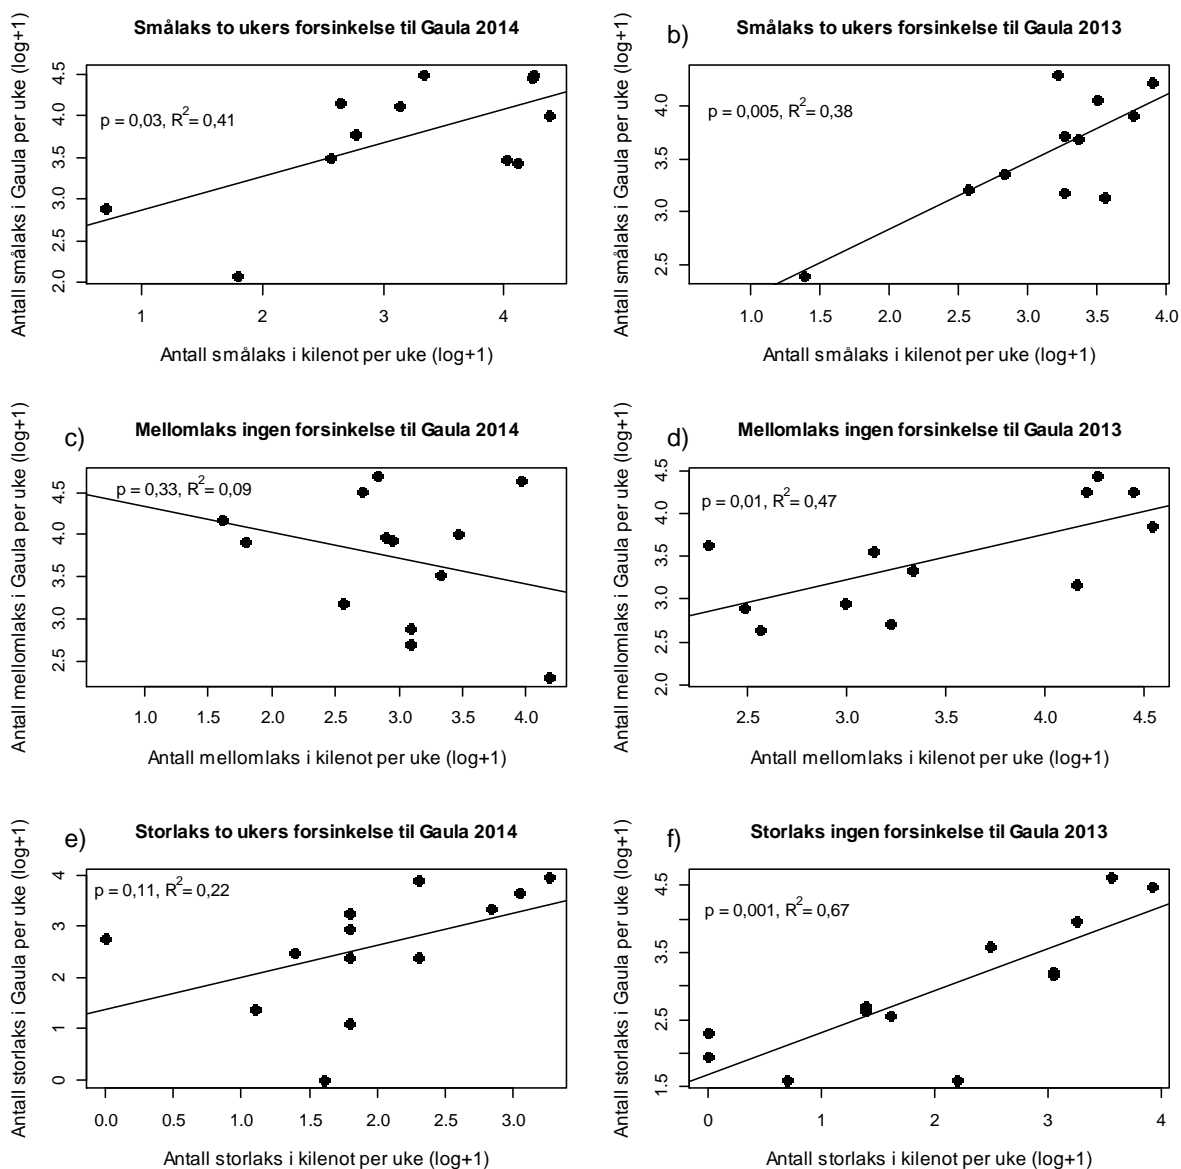 Smålaks to ukers forsinkelse til Gaula 2014
Antall smålaks i Gaula per uke (log+1)
p = 0,03, R²= 0,41
4.5
4.0
3.5
3.0
2.5
2.0
1 2 3 4
Antall smålaks i kilenot per uke (log+1)
b)
Smålaks to ukers forsinkelse til Gaula 2013
Antall smålaks i Gaula per uke (log+1)
p = 0,005, R²= 0,38
4.0
3.5
3.0
2.5
1.0 1.5 2.0 2.5 3.0 3.5 4.0
Antall smålaks i kilenot per uke (log+1)
c)
Mellomlaks ingen forsinkelse til Gaula 2014
Antall mellomlaks i Gaula per uke (log+1)
p = 0,33, R²= 0,09
4.5
4.0
3.5
3.0
2.5
1.0 1.5 2.0 2.5 3.0 3.5 4.0
Antall mellomlaks i kilenot per uke (log+1)
d)
Mellomlaks ingen forsinkelse til Gaula 2013
Antall mellomlaks i Gaula per uke (log+1)
p = 0,01, R²= 0,47
4.5
4.0
3.5
3.0
2.5
2.0
2.5 3.0 3.5 4.0 4.5
Antall mellomlaks i kilenot per uke (log+1)
e)
Storlaks to ukers forsinkelse til Gaula 2014
Antall storlaks i Gaula per uke (log+1)
p = 0,11, R²= 0,22
4
3
2
1
0
0.0 0.5 1.0 1.5 2.0 2.5 3.0
Antall storlaks i kilenot per uke (log+1)
f)
Storlaks ingen forsinkelse til Gaula 2013
Antall storlaks i Gaula per uke (log+1)
p = 0,001, R²= 0,67
4.5
3.5
2.5
1.5
0 1 2 3 4
Antall storlaks i kilenot per uke (log+1)